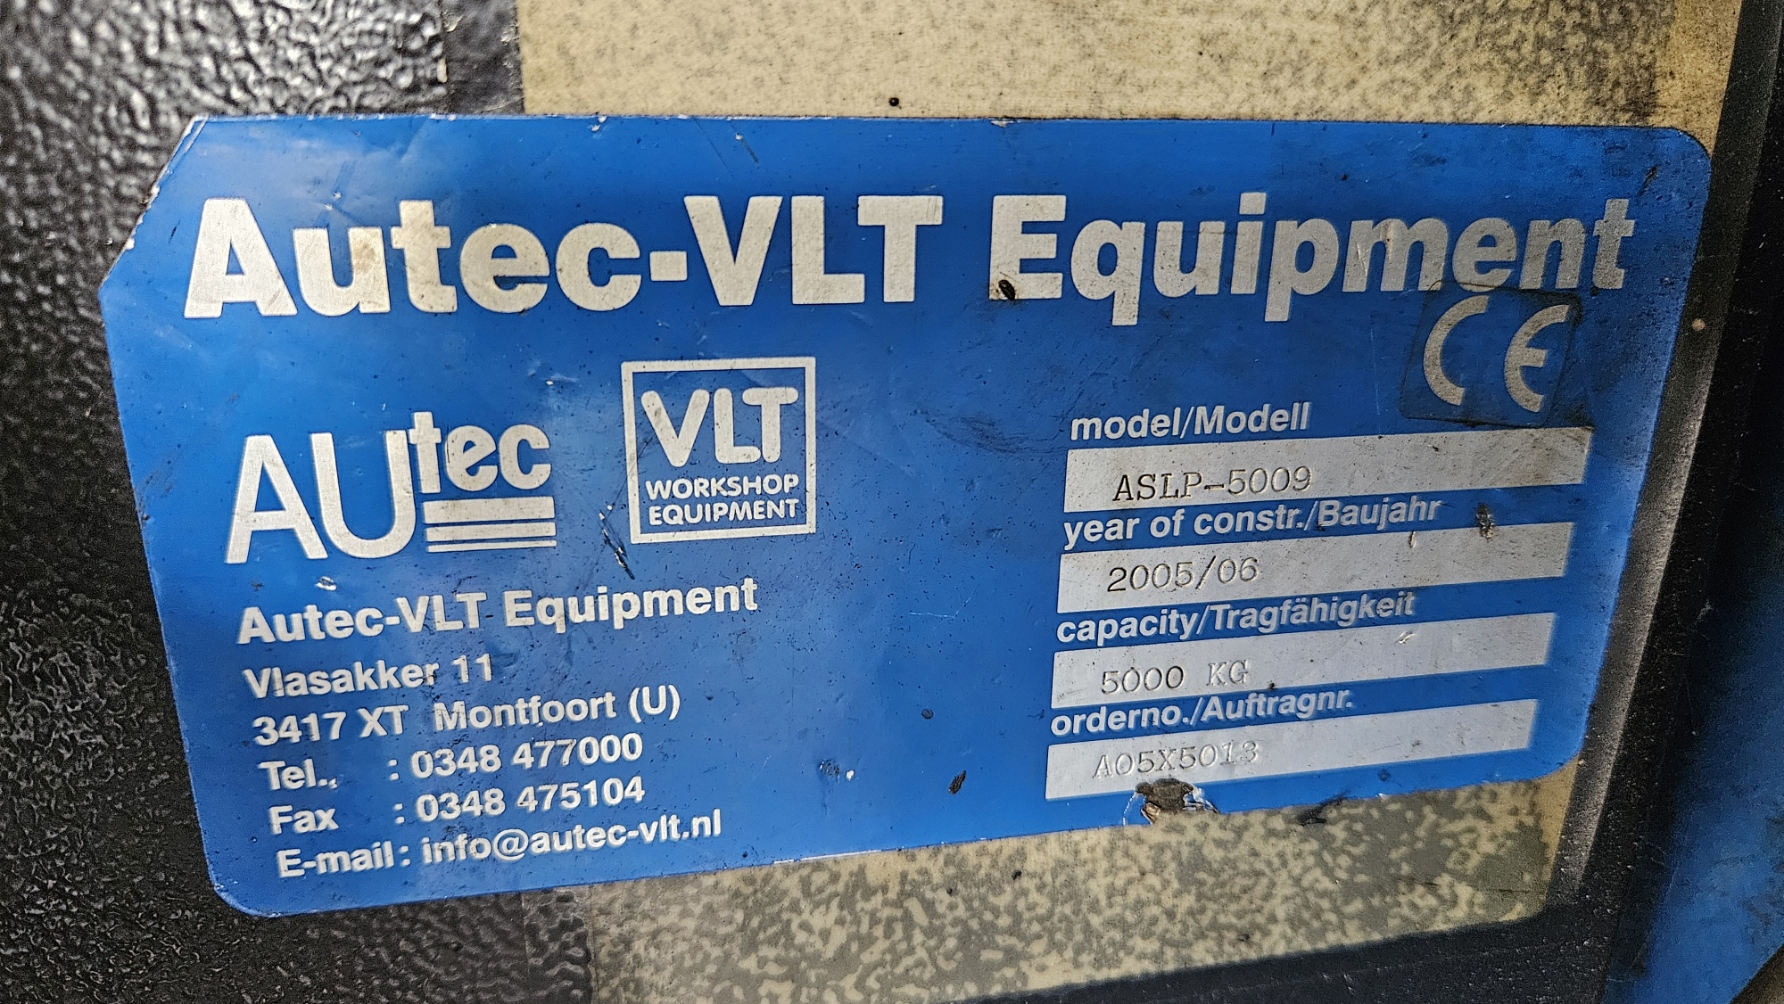 Autec-VLT Equipment
CE
AUtec
VLT
WORKSHOP
EQUIPMENT
model/Modell
ASLP-5009
year of constr./Baujahr
2005/06
capacity/Tragfähigkeit
5000 KG
orderno./Auftragnr.
A05X5013
Autec-VLT Equipment
Vlasakker 11
3417 XT Montfoort (U)
Tel.. : 0348 477000
Fax : 0348 475104
E-mail : info@autec-vlt.nl